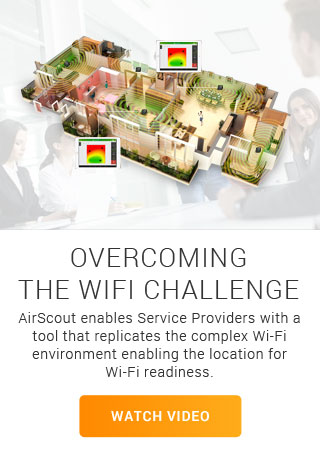 OVERCOMING
THE WIFI CHALLENGE
AirScout enables Service Providers with a
tool that replicates the complex Wi-Fi
environment enabling the location for
Wi-Fi readiness.
WATCH VIDEO